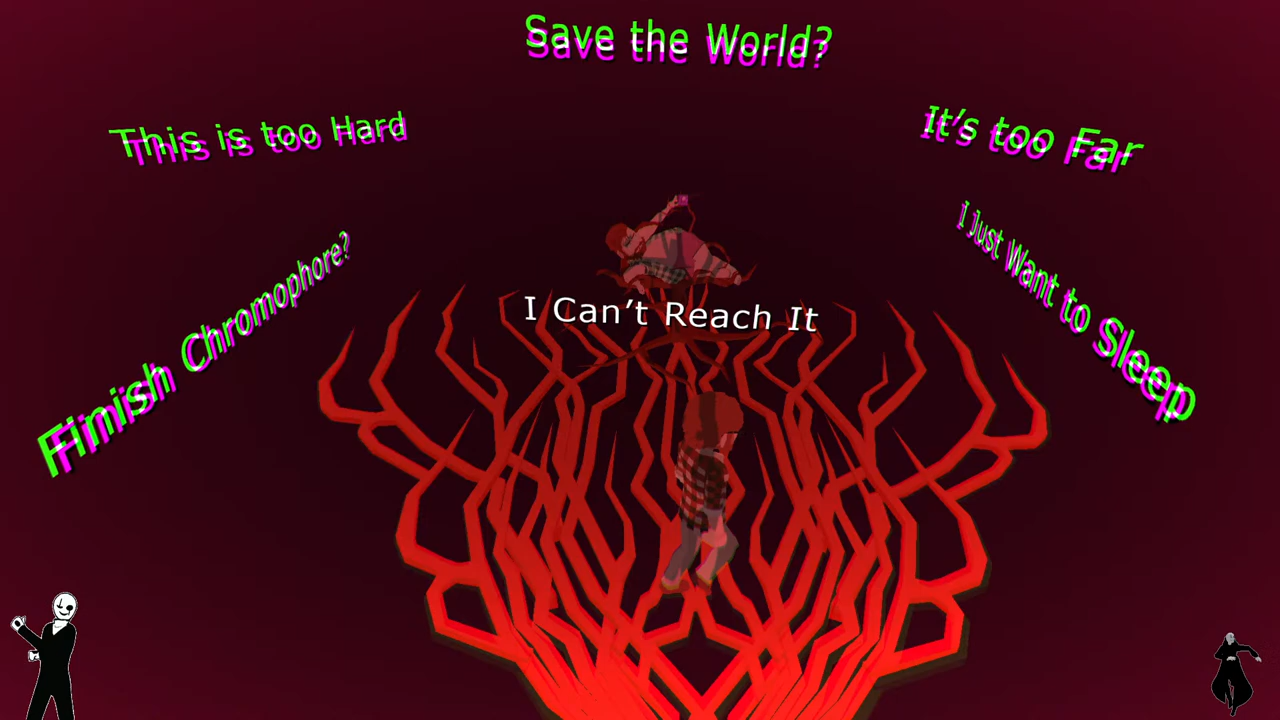 Save the World?
This is too Hard
It's too Far
Finish Chromophore?
I Just Want to Sleep
I Can't Reach It